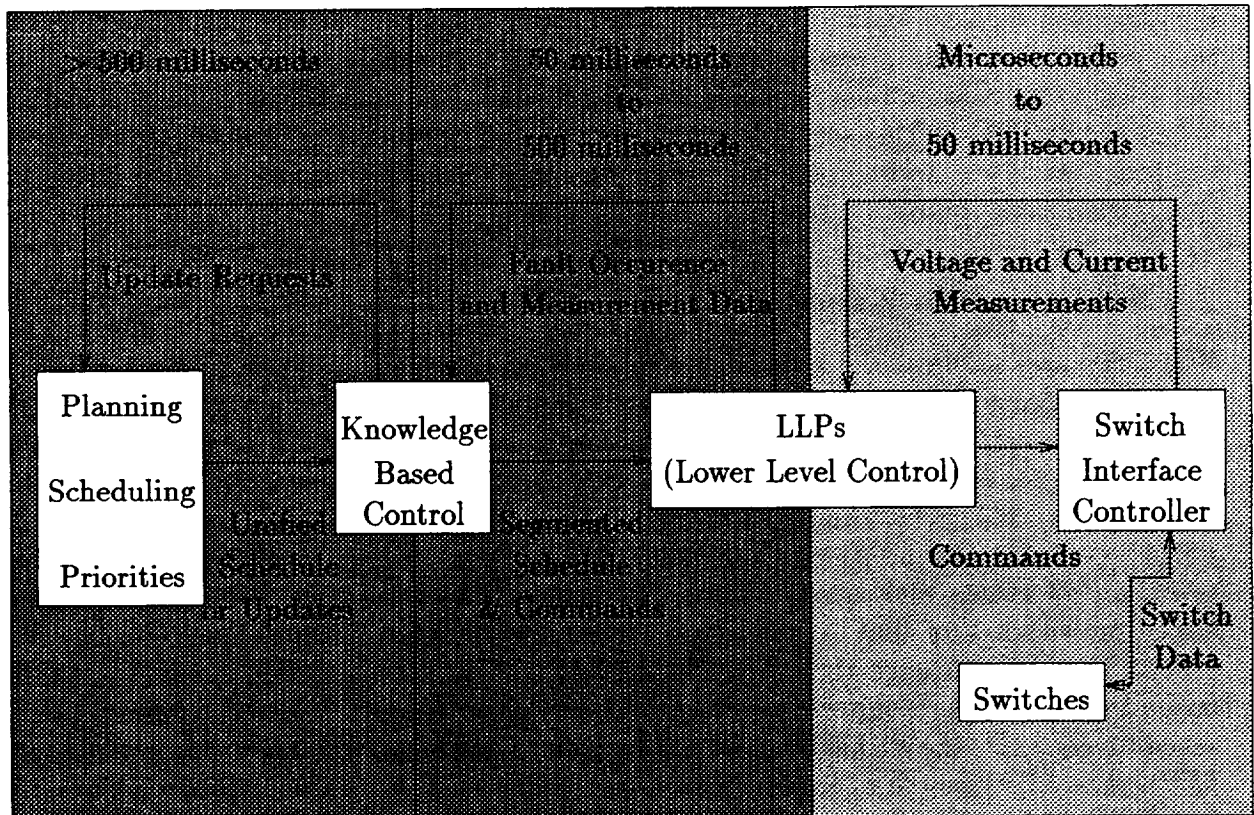 > 500 milliseconds
50 milliseconds
to
500 milliseconds
Microseconds
to
50 milliseconds
Update Requests
Fault Occurence
and Measurement Data
Voltage and Current
Measurements
Planning
Scheduling
Priorities
Knowledge
Based
Control
LLPs
(Lower Level Control)
Switch
Interface
Controller
Unified
Schedule
or Updates
Segmented
Schedule
& Commands
Commands
Switch
Data
Switches